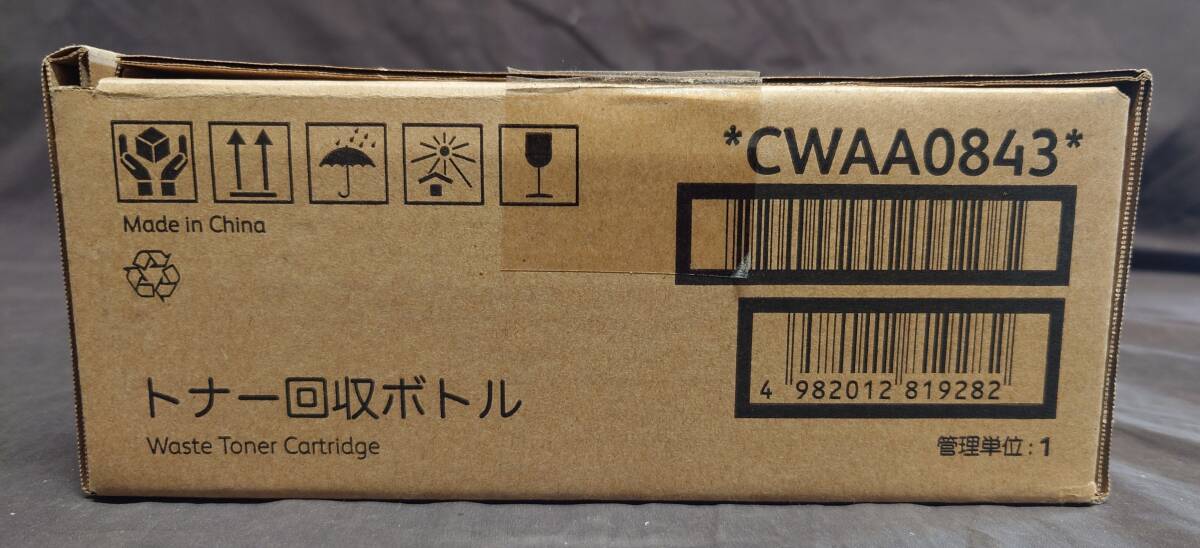 *CWAA0843*
Made in China
4 982012 819282
トナー回収ボトル
Waste Toner Cartridge
管理単位:1